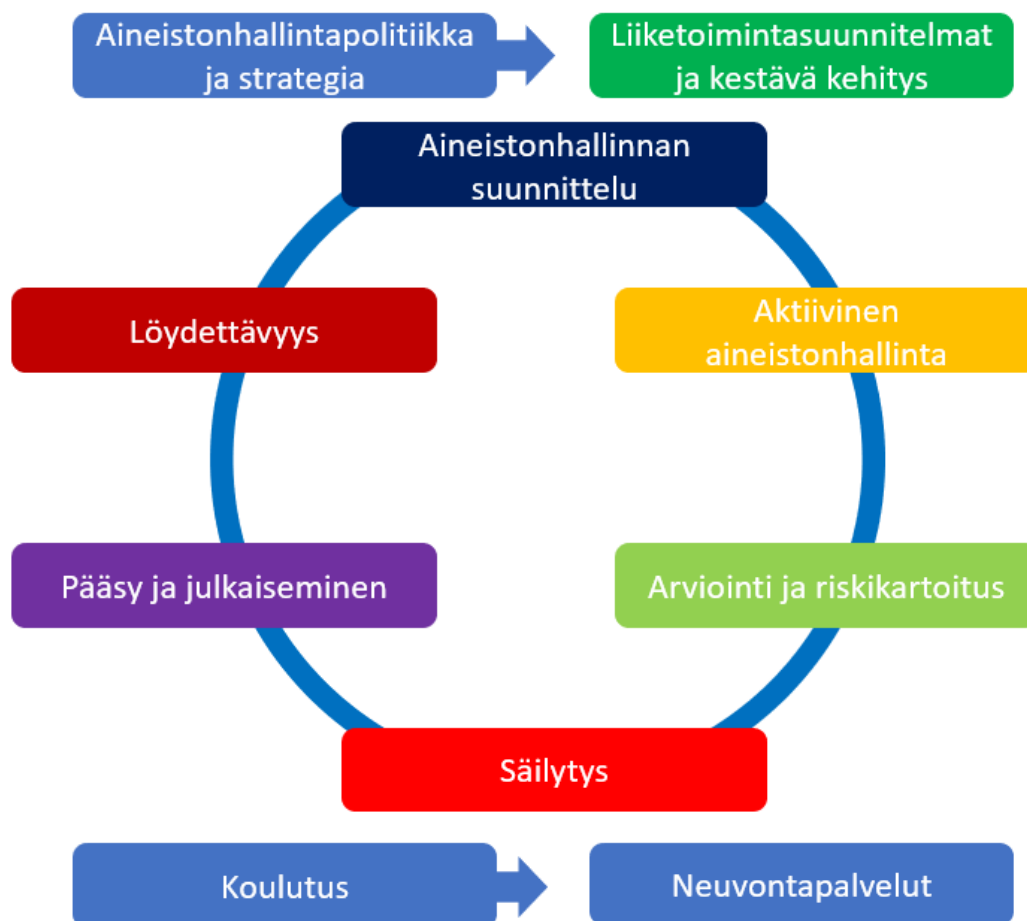 Aineistonhallintapolitiikka
ja strategia
Liiketoimintasuunnitelmat
ja kestävä kehitys
Aineistonhallinnan
suunnittelu
Löydettävyys
Aktiivinen
aineistonhallinta
Pääsy ja julkaiseminen
Arviointi ja riskikartoitus
Säilytys
Koulutus
Neuvontapalvelut